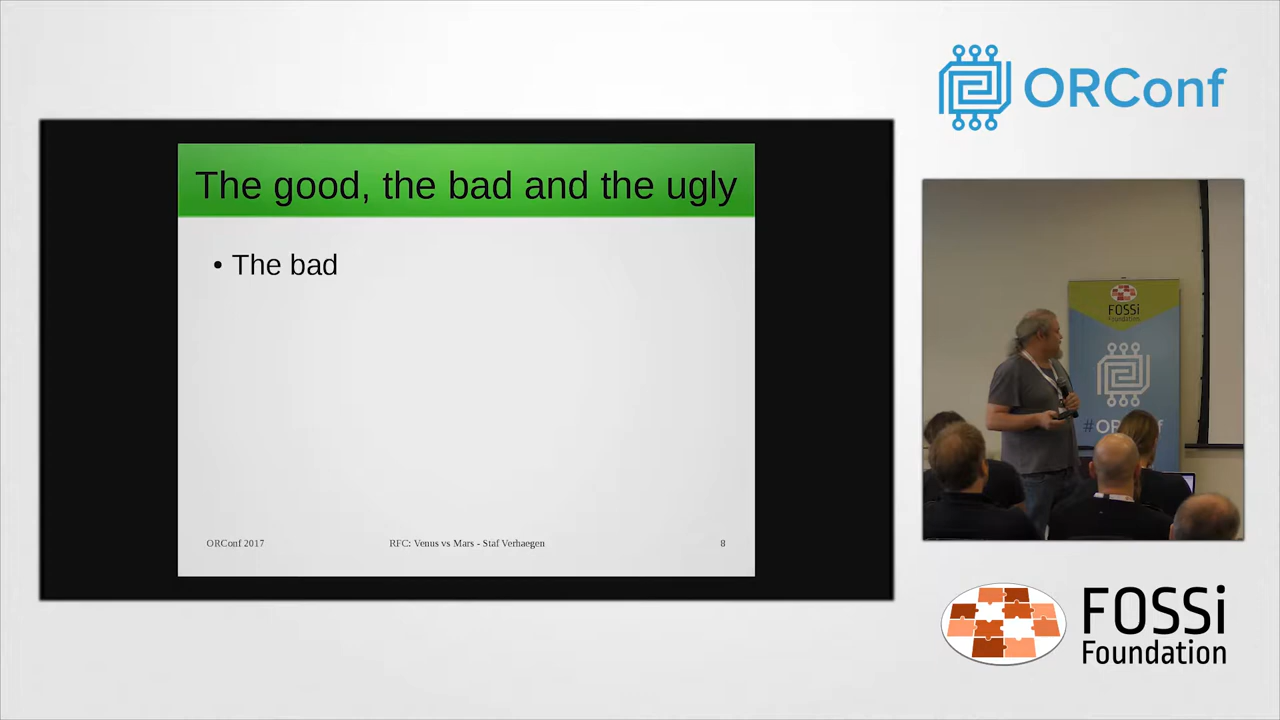 The good, the bad and the ugly
• The bad
ORConf 2017
RFC: Venus vs Mars - Staf Verhaegen
8
ORConf
FOSSi
Foundation
FOSSi
Foundation